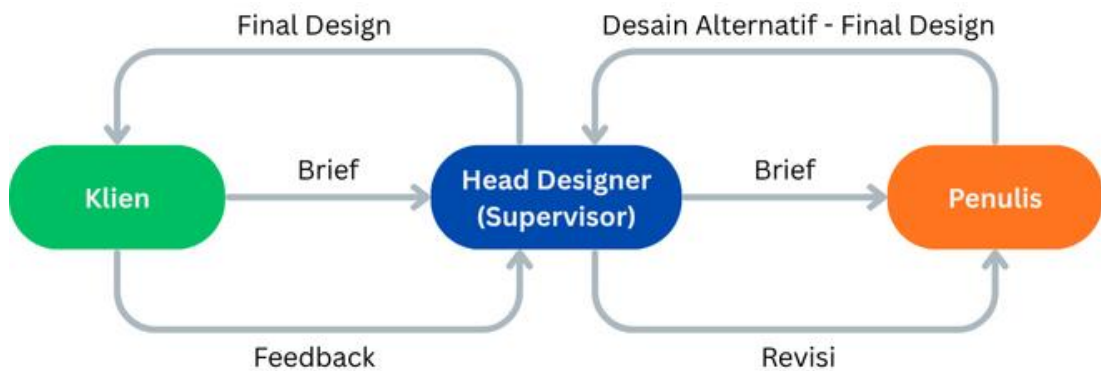 Final Design
Desain Alternatif - Final Design
Klien
Brief
Head Designer
(Supervisor)
Brief
Penulis
Feedback
Revisi